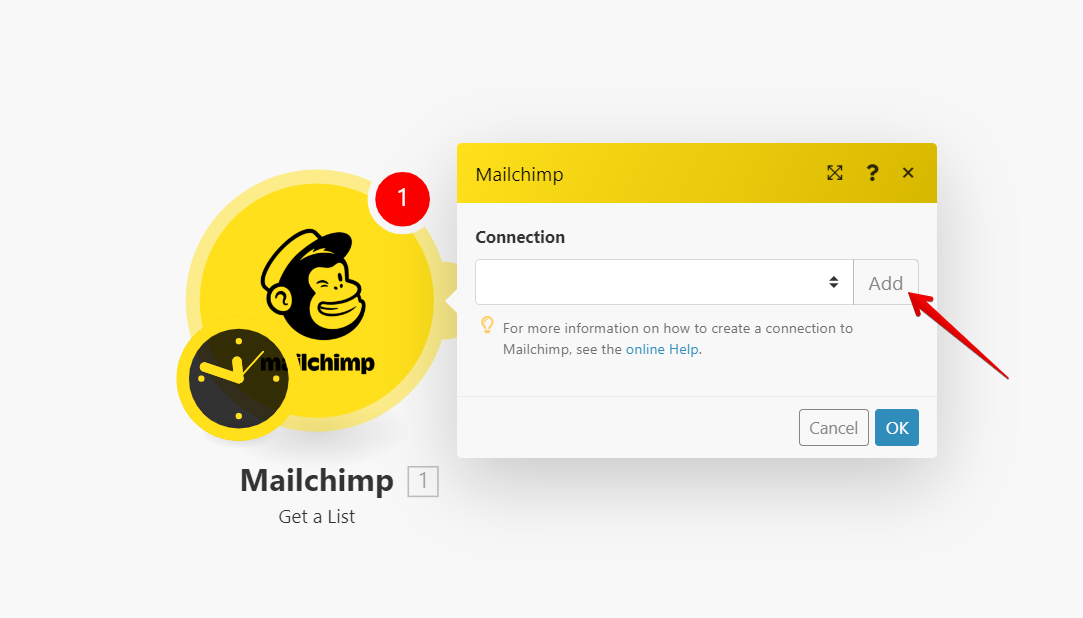 1
mailchimp
Mailchimp 1
Get a List
Mailchimp ?
Connection
Add
For more information on how to create a connection to
Mailchimp, see the online Help.
Cancel OK